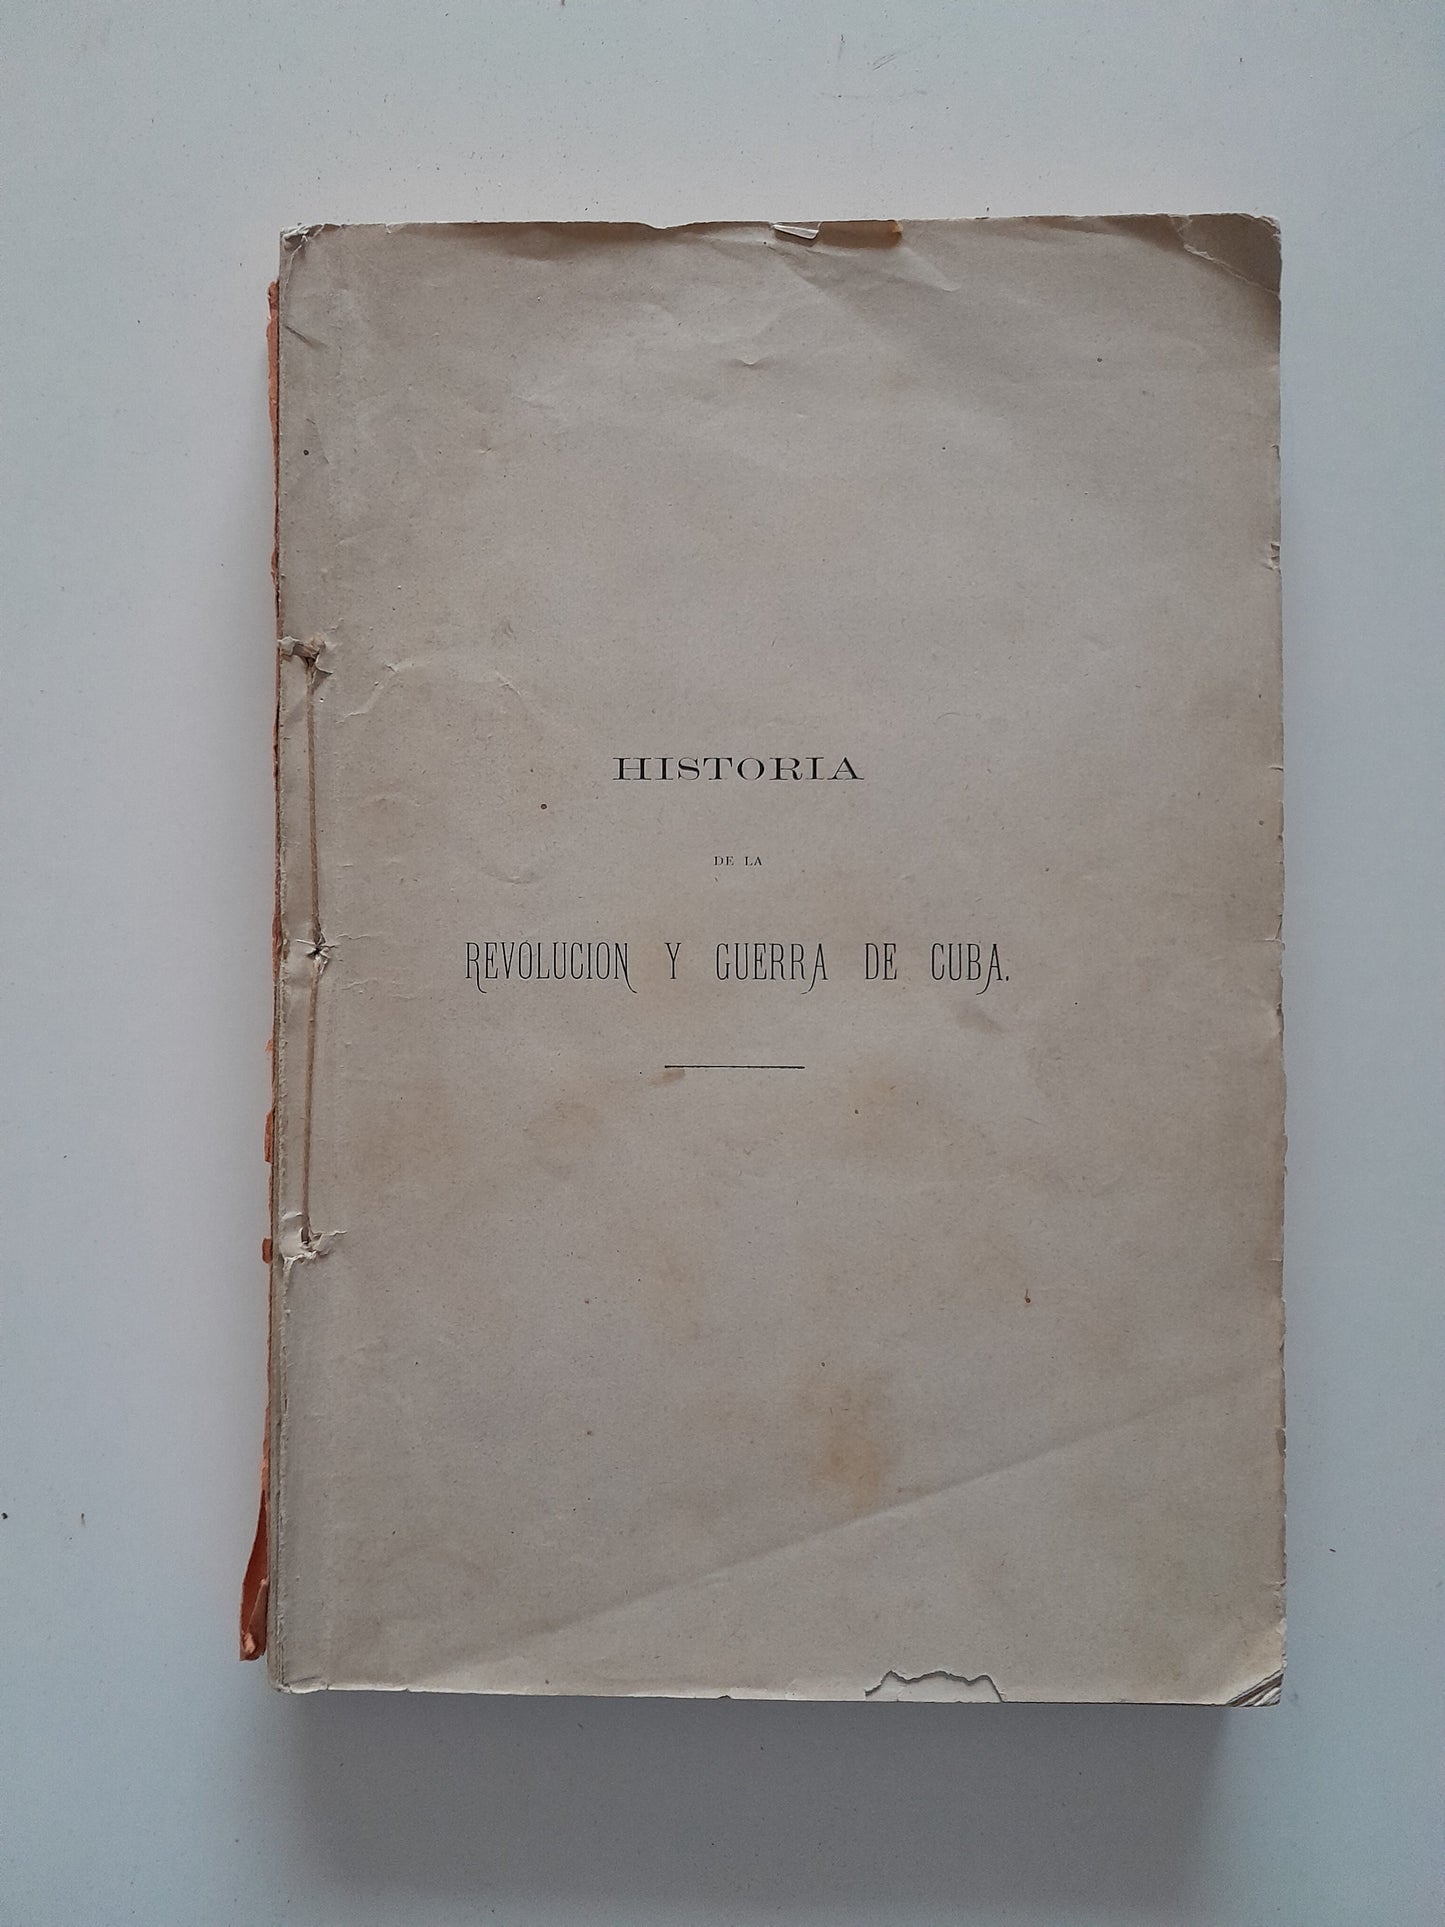 HISTORIA
DE LA
REVOLUCION Y GUERRA DE CUBA.